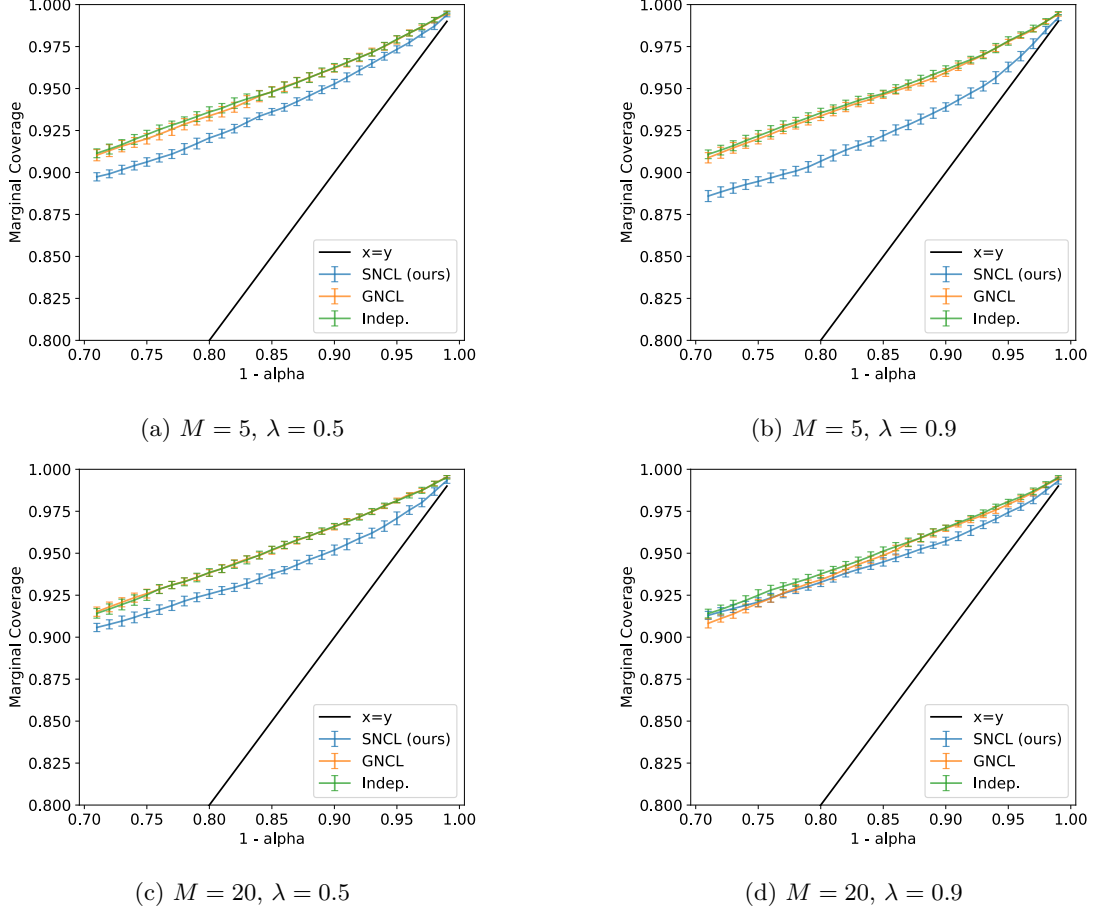 1.000
0.975
0.950
0.925
0.900
0.875
0.850
0.825
0.800
Marginal Coverage
x=y
SNCL (ours)
GNCL
Indep.
0.70 0.75 0.80 0.85 0.90 0.95 1.00
1 - alpha
(a) M = 5, λ = 0.5
1.000
0.975
0.950
0.925
0.900
0.875
0.850
0.825
0.800
Marginal Coverage
x=y
SNCL (ours)
GNCL
Indep.
0.70 0.75 0.80 0.85 0.90 0.95 1.00
1 - alpha
(b) M = 5, λ = 0.9
1.000
0.975
0.950
0.925
0.900
0.875
0.850
0.825
0.800
Marginal Coverage
x=y
SNCL (ours)
GNCL
Indep.
0.70 0.75 0.80 0.85 0.90 0.95 1.00
1 - alpha
(c) M = 20, λ = 0.5
1.000
0.975
0.950
0.925
0.900
0.875
0.850
0.825
0.800
Marginal Coverage
x=y
SNCL (ours)
GNCL
Indep.
0.70 0.75 0.80 0.85 0.90 0.95 1.00
1 - alpha
(d) M = 20, λ = 0.9